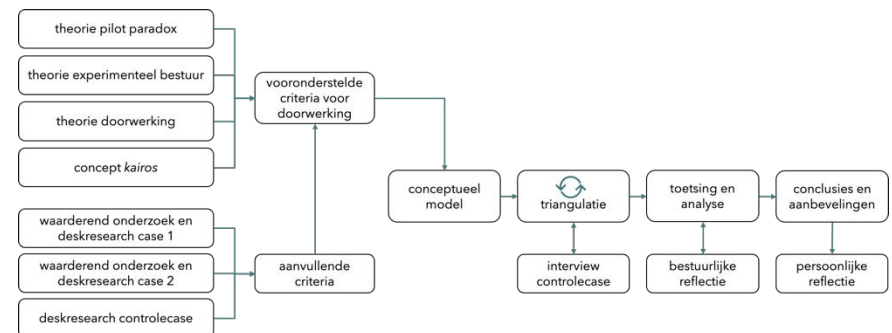 theorie pilot paradox
theorie experimenteel bestuur
theorie doorwerking
concept kairos
vooronderstelde
criteria voor
doorwerking
waarderend onderzoek en
deskresearch case 1
waarderend onderzoek en
deskresearch case 2
deskresearch controlecase
aanvullende
criteria
conceptueel
model
triangulatie
toetsing en
analyse
conclusies en
aanbevelingen
interview
controlecase
bestuurlijke
reflectie
persoonlijke
reflectie